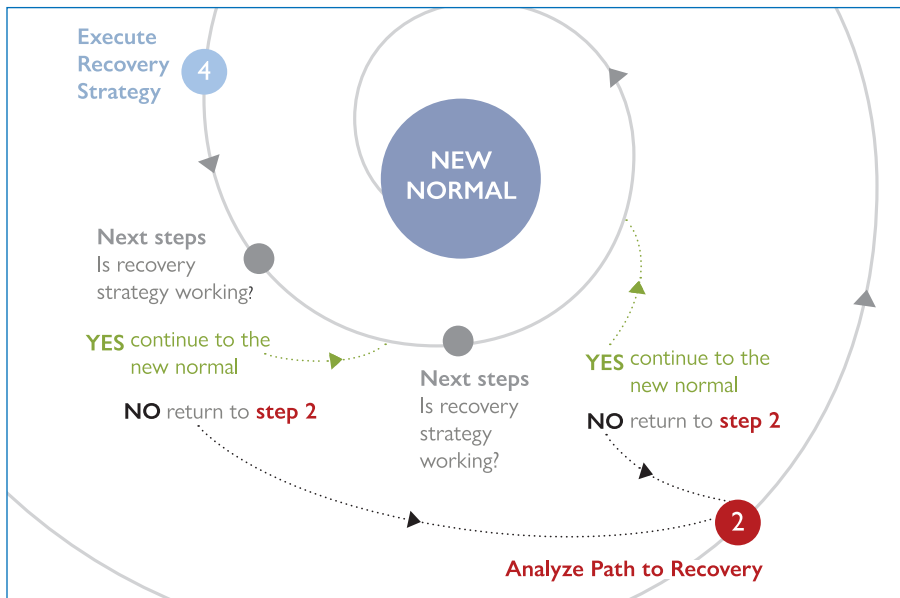 Execute
Recovery
Strategy
4
NEW
NORMAL
Next steps
Is recovery
strategy working?
YES continue to the
new normal
NO return to step 2
Next steps
Is recovery
strategy
working?
YES continue to the
new normal
NO return to step 2
2
Analyze Path to Recovery